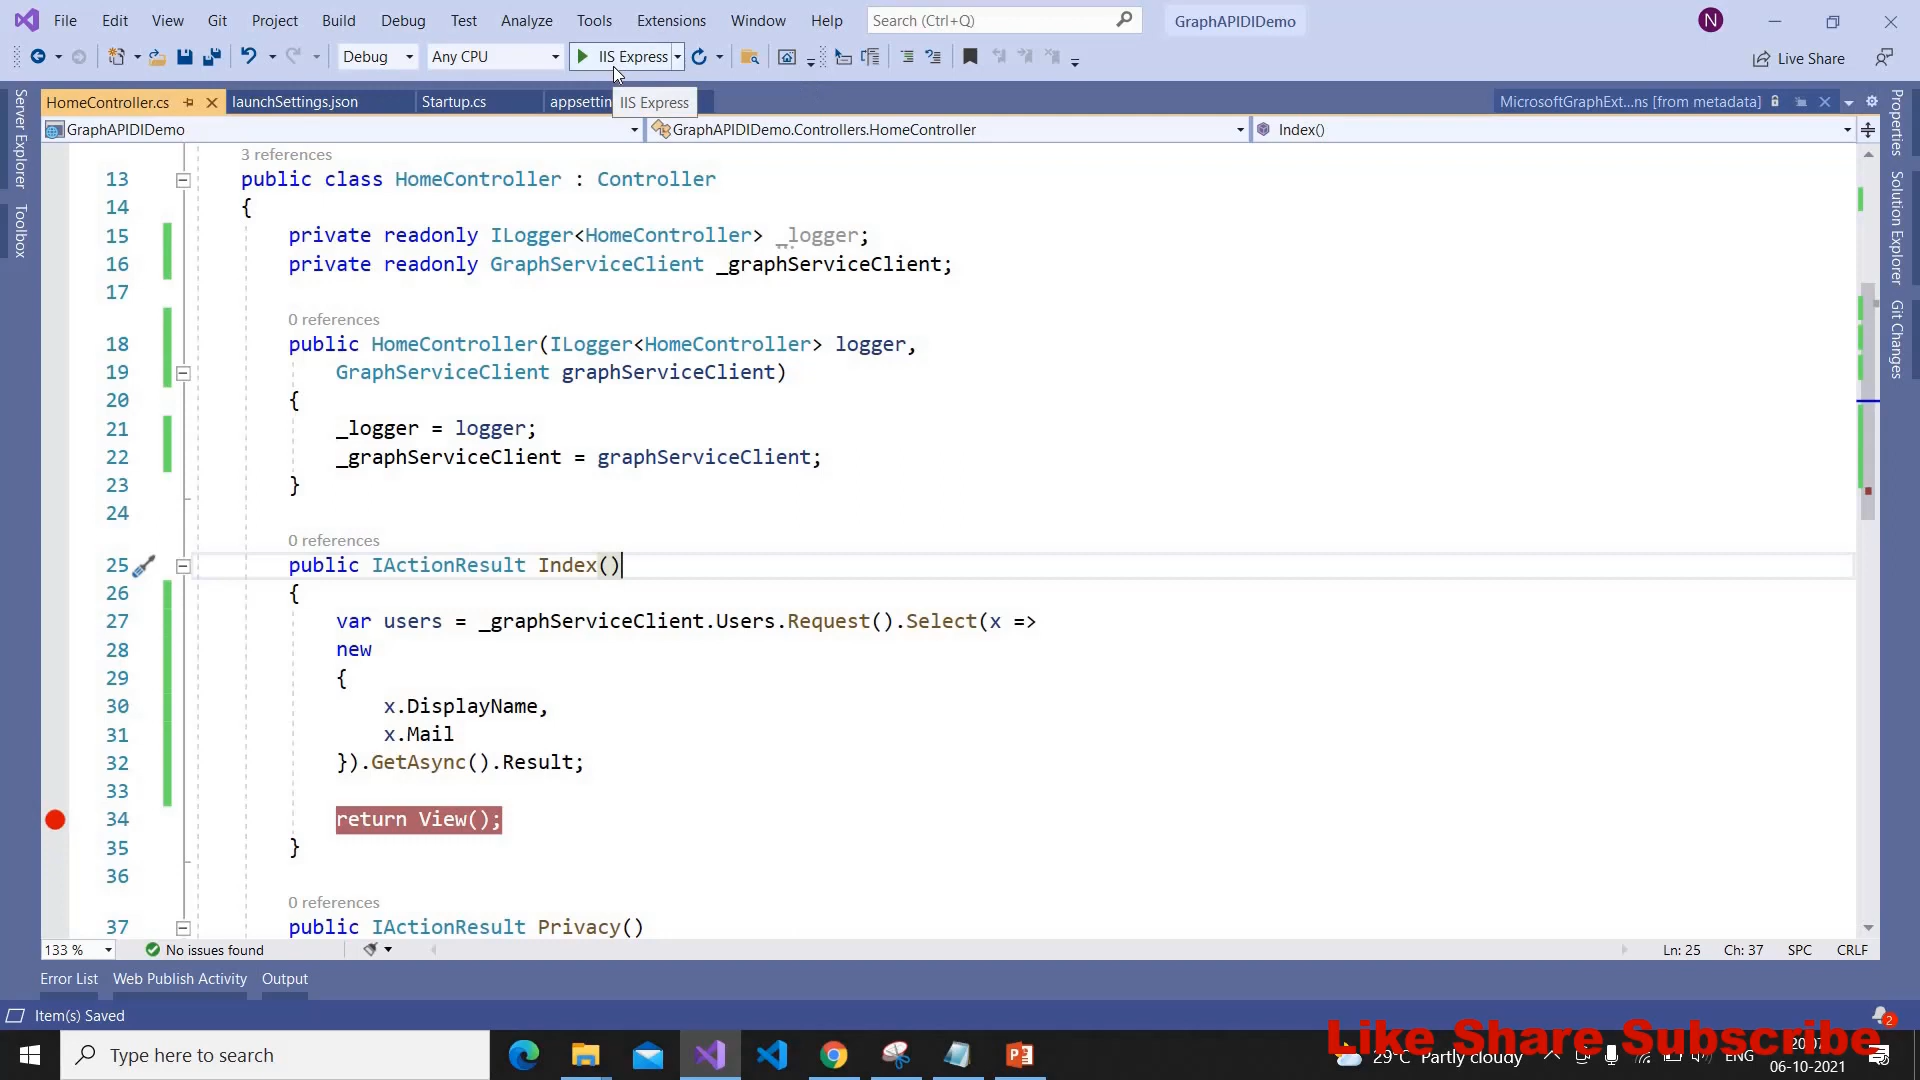 File Edit View Git Project Build Debug Test Analyze Tools Extensions Window Help Search (Ctrl+Q) GraphAPIDIDemo N
Debug Any CPU IIS Express Live Share
HomeController.cs launchSettings.json Startup.cs appsettin IIS Express MicrosoftGraphExt...ns [from metadata]
GraphAPIDIDemo GraphAPIDIDemo.Controllers.HomeController Index()
Server Explorer
Toolbox
Properties
Solution Explorer
Git Changes
3 references
13 public class HomeController : Controller
14 {
15 private readonly ILogger<HomeController> _logger;
16 private readonly GraphServiceClient _graphServiceClient;
17
0 references
18 public HomeController(ILogger<HomeController> logger,
19 GraphServiceClient graphServiceClient)
20 {
21 _logger = logger;
22 _graphServiceClient = graphServiceClient;
23 }
24
0 references
25 public IActionResult Index()
26 {
27 var users = _graphServiceClient.Users.Request().Select(x =>
28 new
29 {
30 x.DisplayName,
31 x.Mail
32 }).GetAsync().Result;
33
34 return View();
35 }
36
0 references
37 public IActionResult Privacy()
133 % No issues found Ln: 25 Ch: 37 SPC CRLF
Error List Web Publish Activity Output
Item(s) Saved 2
Like Share Subscribe
Type here to search 29°C Partly cloudy ENG
06-10-2021